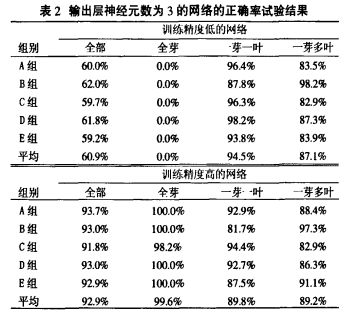 表 2 输出层神经元数为 3 的网络的正确率试验结果
训练精度低的网络
组别 全部 全芽 一芽一叶 一芽多叶
A 组 60.0% 0.0% 96.4% 83.5%
B 组 62.0% 0.0% 87.8% 98.2%
C 组 59.7% 0.0% 96.3% 82.9%
D 组 61.8% 0.0% 98.2% 87.3%
E 组 59.2% 0.0% 93.8% 83.9%
平均 60.9% 0.0% 94.5% 87.1%
训练精度高的网络
组别 全部 全芽 一芽一叶 一芽多叶
A 组 93.7% 100.0% 92.9% 88.4%
B 组 93.0% 100.0% 81.7% 97.3%
C 组 91.8% 98.2% 94.4% 82.9%
D 组 93.0% 100.0% 92.7% 86.3%
E 组 92.9% 100.0% 87.5% 91.1%
平均 92.9% 99.6% 89.8% 89.2%